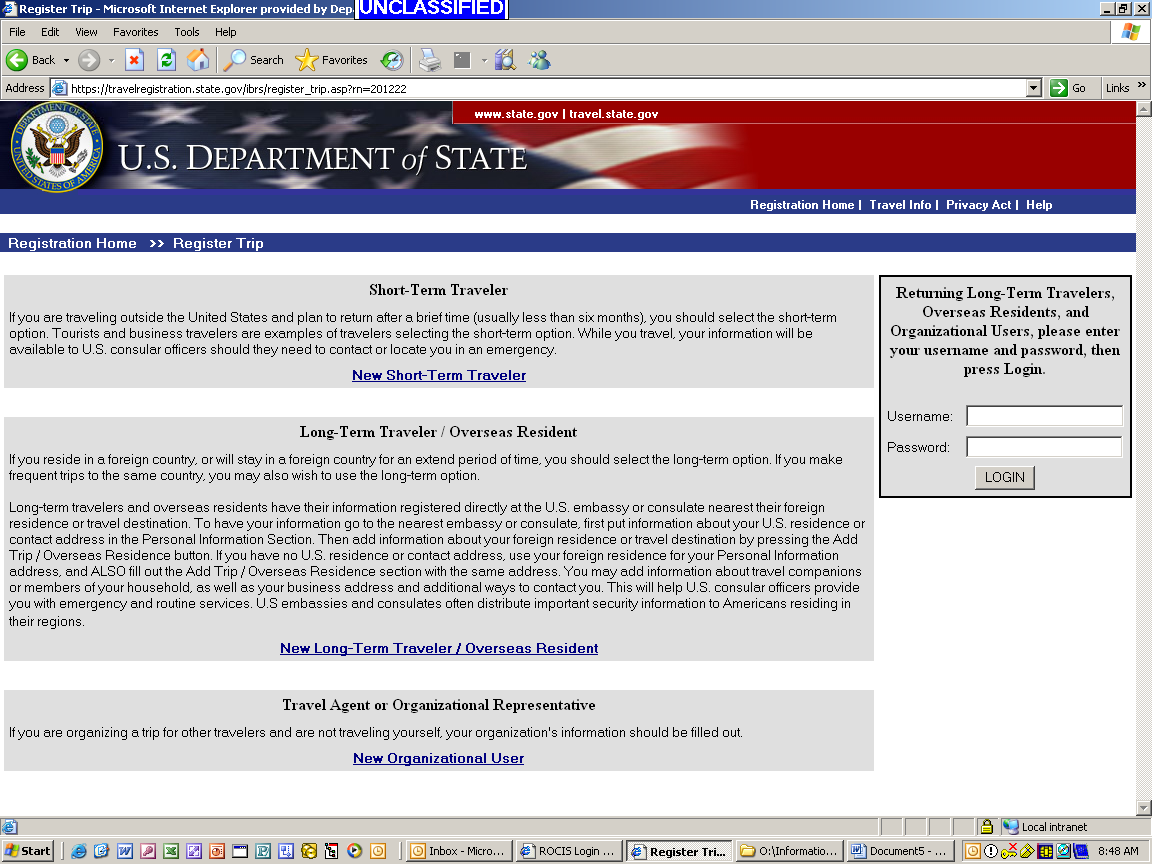 Register Trip - Microsoft Internet Explorer provided by Dep
UNCLASSIFIED
File Edit View Favorites Tools Help
Back Search Favorites
Address https://travelregistration.state.gov/ibrs/register_trip.asp?rn=201222 Go Links »
www.state.gov | travel.state.gov
U.S. DEPARTMENT of STATE
Registration Home | Travel Info | Privacy Act | Help
Registration Home >> Register Trip
Short-Term Traveler
If you are traveling outside the United States and plan to return after a brief time (usually less than six months), you should select the short-term
option. Tourists and business travelers are examples of travelers selecting the short-term option. While you travel, your information will be
available to U.S. consular officers should they need to contact or locate you in an emergency.
New Short-Term Traveler
Long-Term Traveler / Overseas Resident
If you reside in a foreign country, or will stay in a foreign country for an extend period of time, you should select the long-term option. If you make
frequent trips to the same country, you may also wish to use the long-term option.
Long-term travelers and overseas residents have their information registered directly at the U.S. embassy or consulate nearest their foreign
residence or travel destination. To have your information go to the nearest embassy or consulate, first put information about your U.S. residence or
contact address in the Personal Information Section. Then add information about your foreign residence or travel destination by pressing the Add
Trip / Overseas Residence button. If you have no U.S. residence or contact address, use your foreign residence for your Personal Information
address, and ALSO fill out the Add Trip / Overseas Residence section with the same address. You may add information about travel companions
or members of your household, as well as your business address and additional ways to contact you. This will help U.S. consular officers provide
you with emergency and routine services. U.S embassies and consulates often distribute important security information to Americans residing in
their regions.
New Long-Term Traveler / Overseas Resident
Travel Agent or Organizational Representative
If you are organizing a trip for other travelers and are not traveling yourself, your organization's information should be filled out.
New Organizational User
Returning Long-Term Travelers,
Overseas Residents, and
Organizational Users, please enter
your username and password, then
press Login.
Username:
Password:
LOGIN
Local intranet
Start Inbox - Micro... ROCIS Login ... Register Tri... O:\Informatio... Document5 - ... 8:48 AM